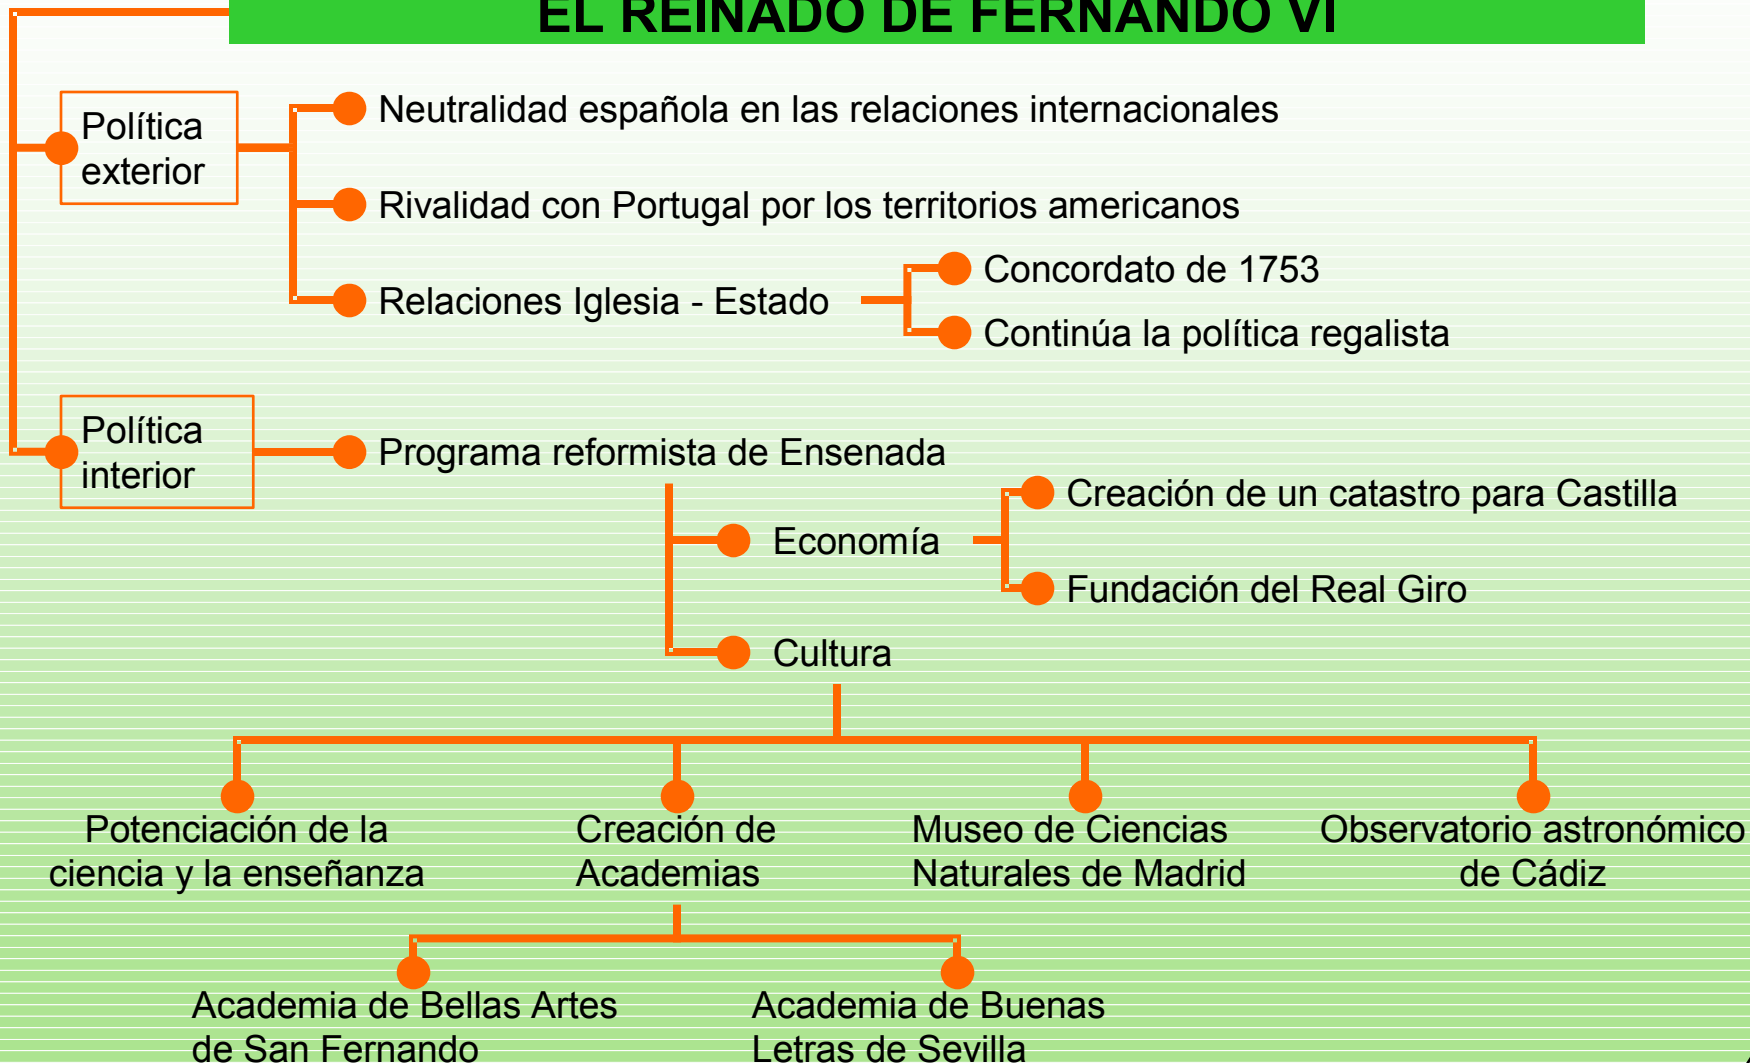 EL REINADO DE FERNANDO VI
Política
exterior
Neutralidad española en las relaciones internacionales
Rivalidad con Portugal por los territorios americanos
Relaciones Iglesia - Estado
Concordato de 1753
Continúa la política regalista
Política
interior
Programa reformista de Ensenada
Economía
Creación de un catastro para Castilla
Fundación del Real Giro
Cultura
Potenciación de la
ciencia y la enseñanza
Creación de
Academias
Museo de Ciencias
Naturales de Madrid
Observatorio astronómico
de Cádiz
Academia de Bellas Artes
de San Fernando
Academia de Buenas
Letras de Sevilla